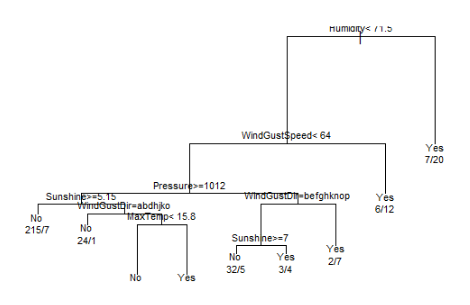 Humidity< 71.5
WindGustSpeed< 64
Yes
7/20
Pressure>=1012
Sunshine>=5.15
WindGustDir=befghknop
Yes
6/12
WindGustDir=abdhjko
No
215/7
MaxTemp< 15.8
No
24/1
Sunshine>=7
Yes
2/7
No
32/5
Yes
3/4
No
Yes